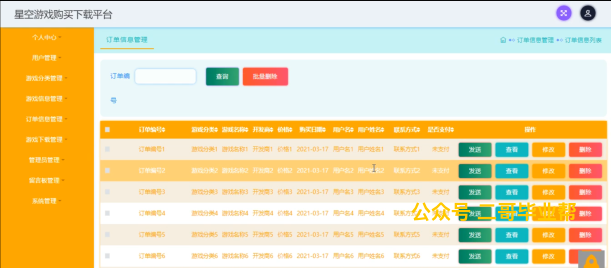 星空游戏购买下载平台
个人中心
用户管理
游戏分类管理
游戏信息管理
订单信息管理
游戏下载管理
管理员管理
留言板管理
系统管理
订单信息管理
订单信息管理 订单信息列表
订单编号
查询 批量删除
订单编号 游戏分类 游戏名称 开发商 价格 购买日期 用户名 用户姓名 联系方式 是否支付 操作
订单编号1 游戏分类1 游戏名称1 开发商1 价格1 2021-03-17 用户名1 用户姓名1 联系方式1 未支付 发送 查看 修改 删除
订单编号2 游戏分类2 游戏名称2 开发商2 价格2 2021-03-17 用户名2 用户姓名2 联系方式2 未支付 发送 查看 修改 删除
订单编号3 游戏分类3 游戏名称3 开发商3 价格3 2021-03-17 用户名3 用户姓名3 联系方式3 未支付 发送 查看 修改 删除
订单编号4 游戏分类4 游戏名称4 开发商4 价格4 2021-03-17 用户名4 用户姓名4 联系方式4 未支付 发送 查看 修改 删除
公众号 二哥毕业帮
订单编号5 游戏分类5 游戏名称5 开发商5 价格5 2021-03-17 用户名5 用户姓名5 联系方式5 未支付 发送 查看 修改 删除
订单编号6 游戏分类6 游戏名称6 开发商6 价格6 2021-03-17 用户名6 用户姓名6 联系方式6 未支付 发送 查看 修改 删除